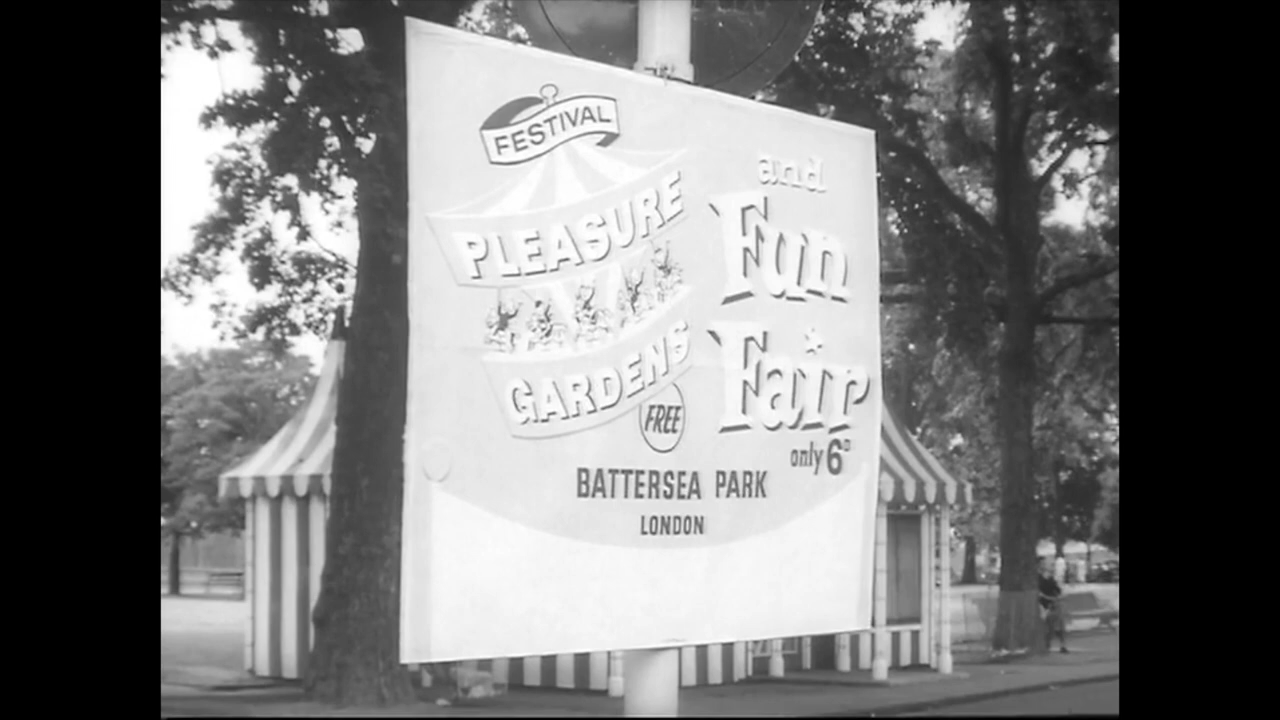 FESTIVAL
PLEASURE
GARDENS
FREE
and
Fun
Fair
only 6ᴰ
BATTERSEA PARK
LONDON